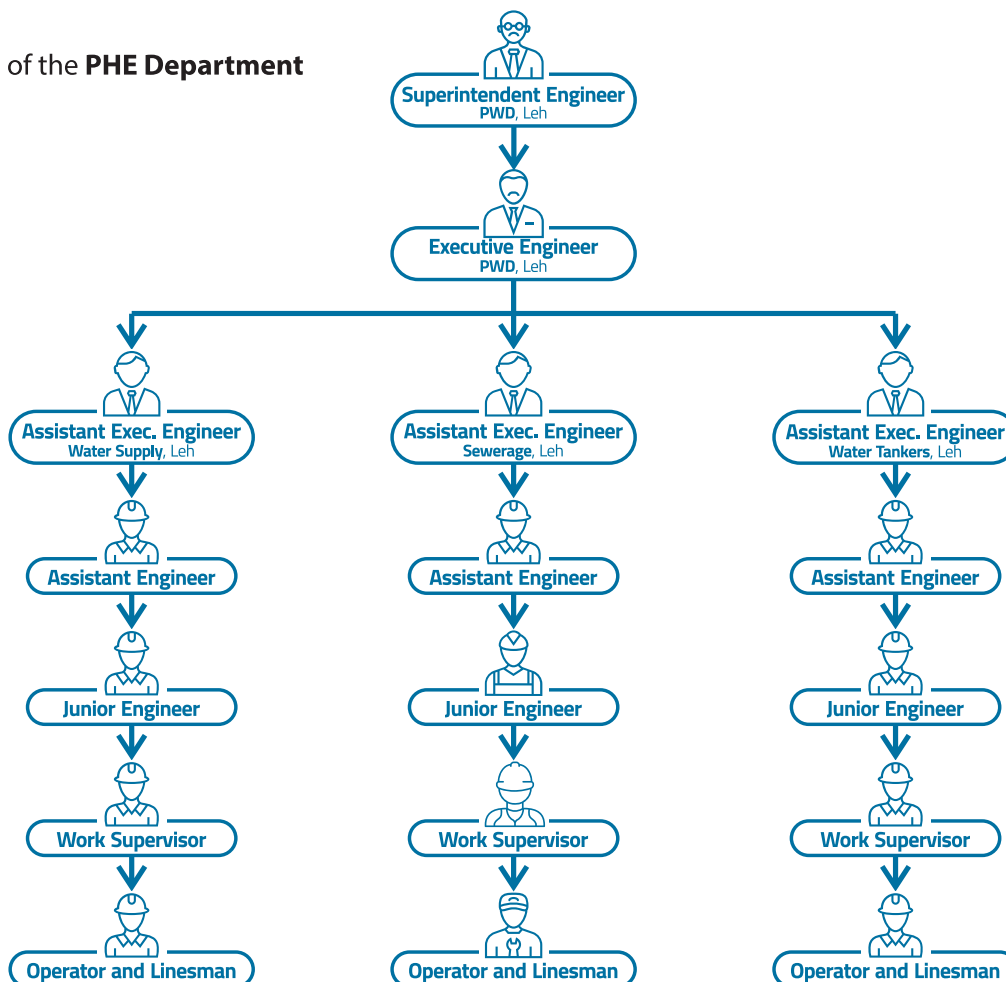 of the PHE Department
Superintendent Engineer
PWD, Leh
Executive Engineer
PWD, Leh
Assistant Exec. Engineer
Water Supply, Leh
Assistant Exec. Engineer
Sewerage, Leh
Assistant Exec. Engineer
Water Tankers, Leh
Assistant Engineer
Assistant Engineer
Assistant Engineer
Junior Engineer
Junior Engineer
Junior Engineer
Work Supervisor
Work Supervisor
Work Supervisor
Operator and Linesman
Operator and Linesman
Operator and Linesman